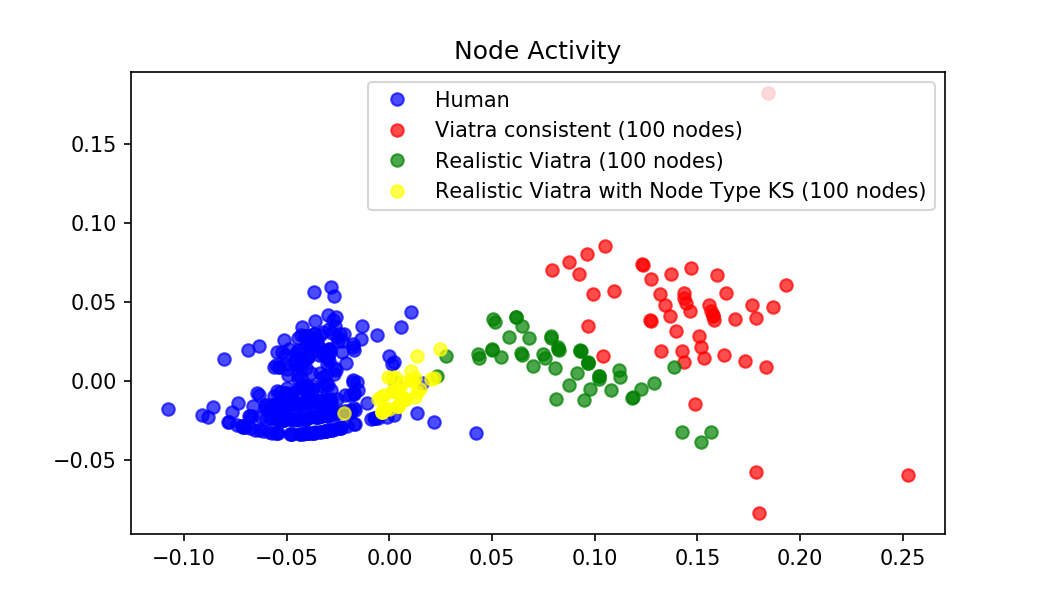 Node Activity
Human
Viatra consistent (100 nodes)
Realistic Viatra (100 nodes)
Realistic Viatra with Node Type KS (100 nodes)
0.15
0.10
0.05
0.00
−0.05
−0.10 −0.05 0.00 0.05 0.10 0.15 0.20 0.25